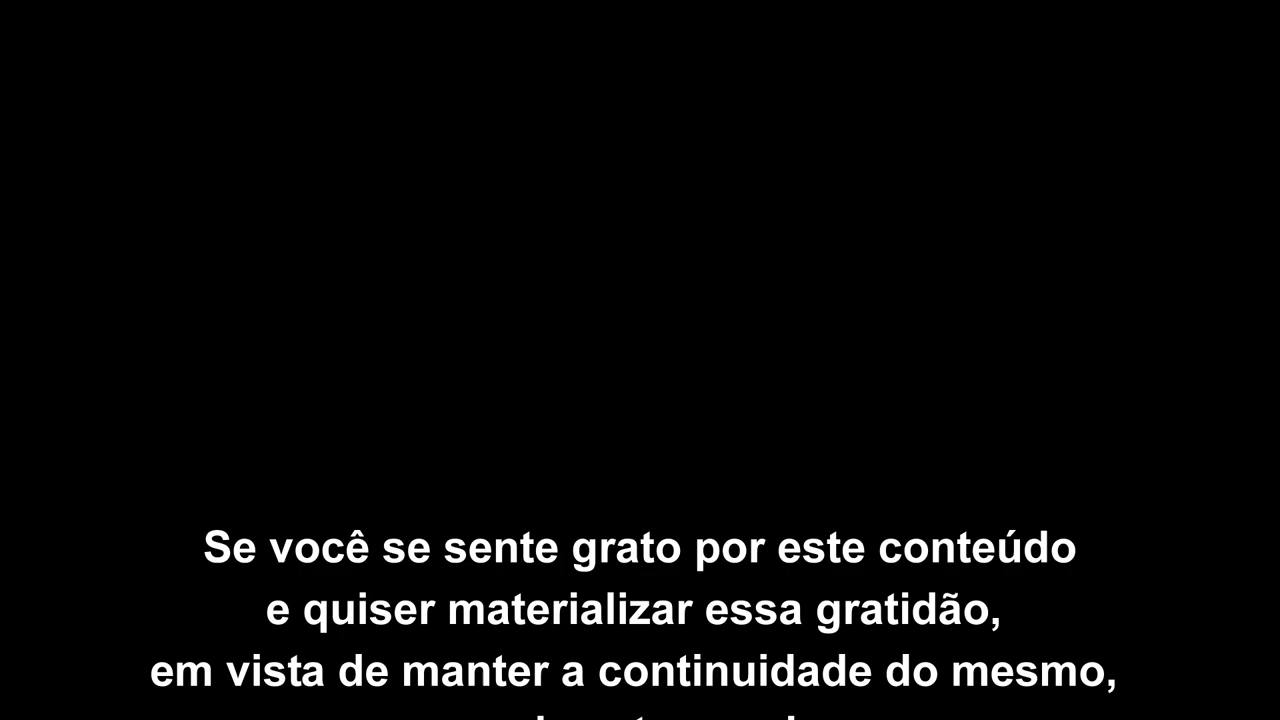 Se você se sente grato por este conteúdo
e quiser materializar essa gratidão,
em vista de manter a continuidade do mesmo,